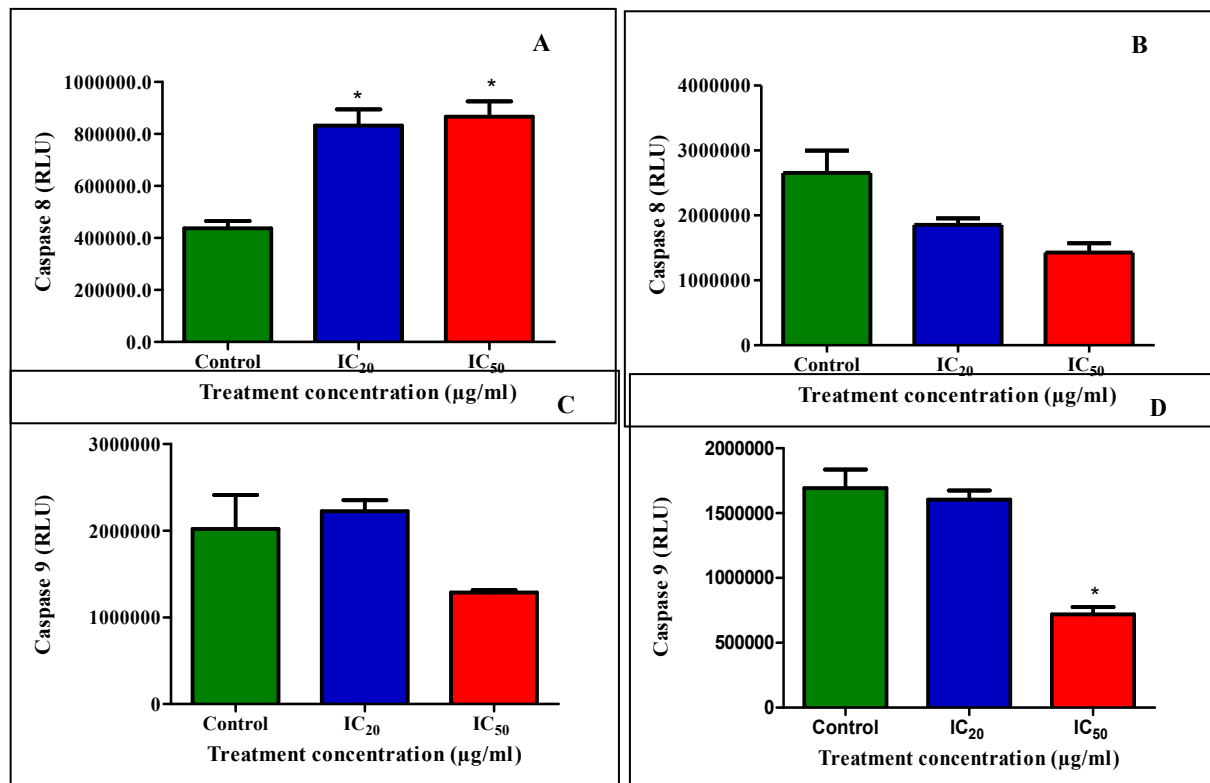 A
Caspase 8 (RLU)
1000000.0
800000.0
600000.0
400000.0
200000.0
0.0
*
*
Control IC₂₀ IC₅₀
Treatment concentration (µg/ml)
B
Caspase 8 (RLU)
4000000
3000000
2000000
1000000
0
Control IC₂₀ IC₅₀
Treatment concentration (µg/ml)
C
Caspase 9 (RLU)
3000000
2000000
1000000
0
Control IC₂₀ IC₅₀
Treatment concentration (µg/ml)
D
Caspase 9 (RLU)
2000000
1500000
1000000
500000
0
*
Control IC₂₀ IC₅₀
Treatment concentration (µg/ml)